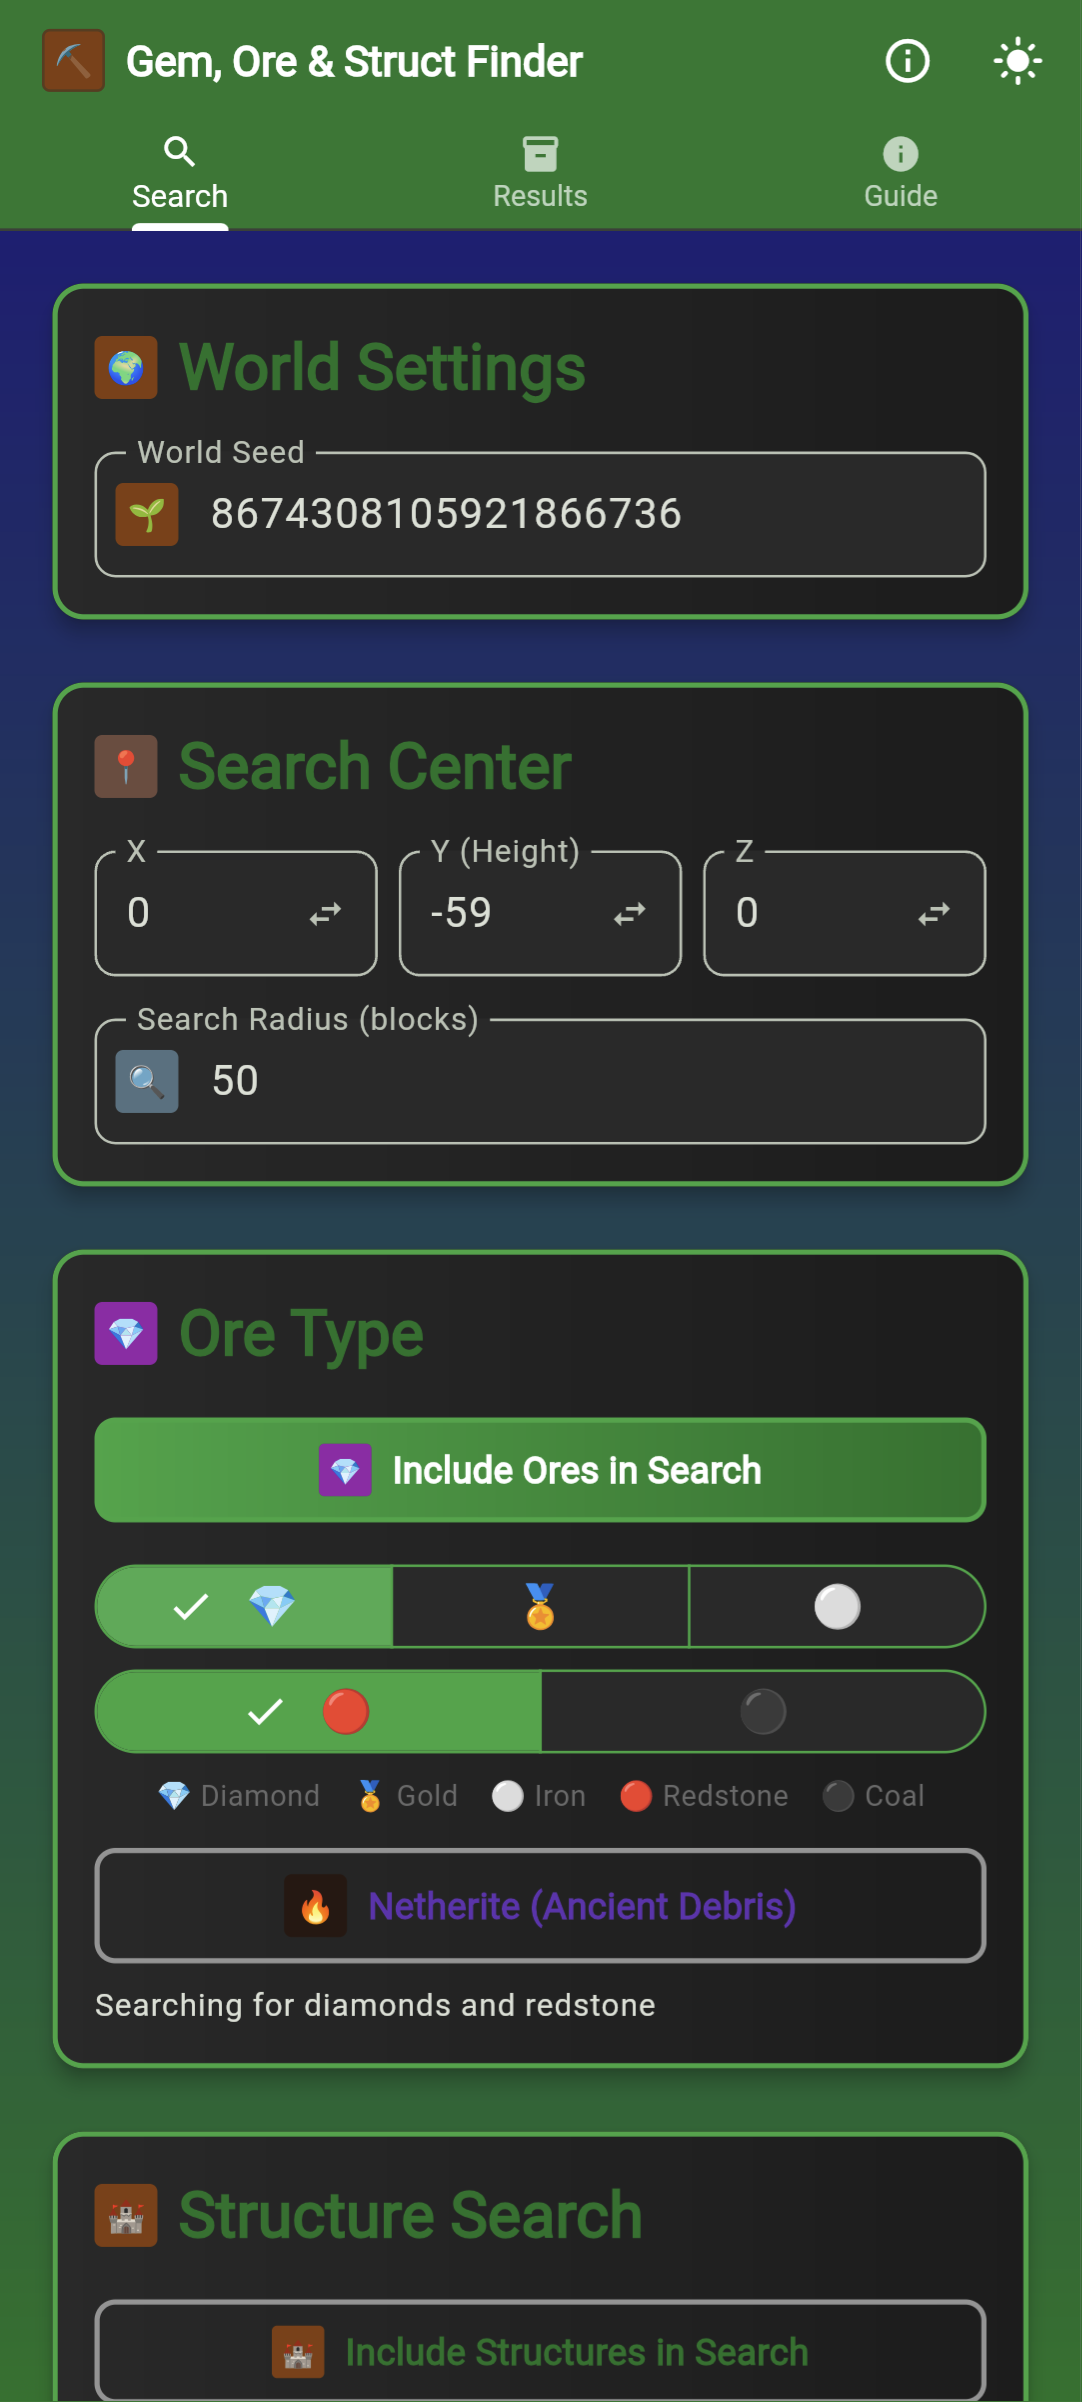 Gem, Ore & Struct Finder
Search
Results
Guide
World Settings
World Seed
8674308105921866736
Search Center
X
Y (Height)
Z
0
-59
0
Search Radius (blocks)
50
Ore Type
Include Ores in Search
Diamond Gold Iron Redstone Coal
Netherite (Ancient Debris)
Searching for diamonds and redstone
Structure Search
Include Structures in Search